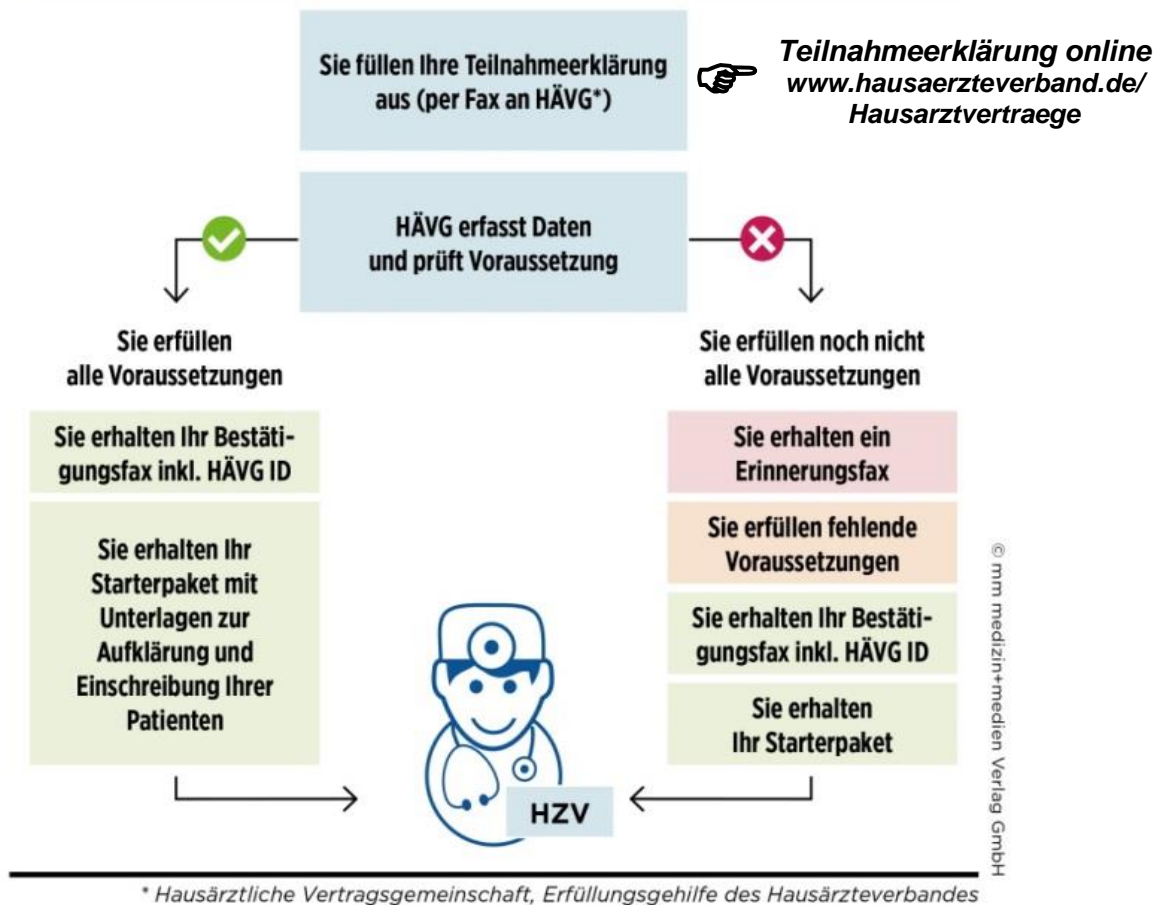 Sie füllen Ihre Teilnahmeerklärung
aus (per Fax an HÄVG*)
Teilnahmeerklärung online
www.hausaerzteverband.de/
Hausarztvertraege
HÄVG erfasst Daten
und prüft Voraussetzung
Sie erfüllen
alle Voraussetzungen
Sie erhalten Ihr Bestäti-
gungsfax inkl. HÄVG ID
Sie erhalten Ihr
Starterpaket mit
Unterlagen zur
Aufklärung und
Einschreibung Ihrer
Patienten
Sie erfüllen noch nicht
alle Voraussetzungen
Sie erhalten ein
Erinnerungsfax
Sie erfüllen fehlende
Voraussetzungen
Sie erhalten Ihr Bestäti-
gungsfax inkl. HÄVG ID
Sie erhalten
Ihr Starterpaket
HZV
© mm medizin+medien Verlag GmbH
* Hausärztliche Vertragsgemeinschaft, Erfüllungsgehilfe des Hausärzteverbandes